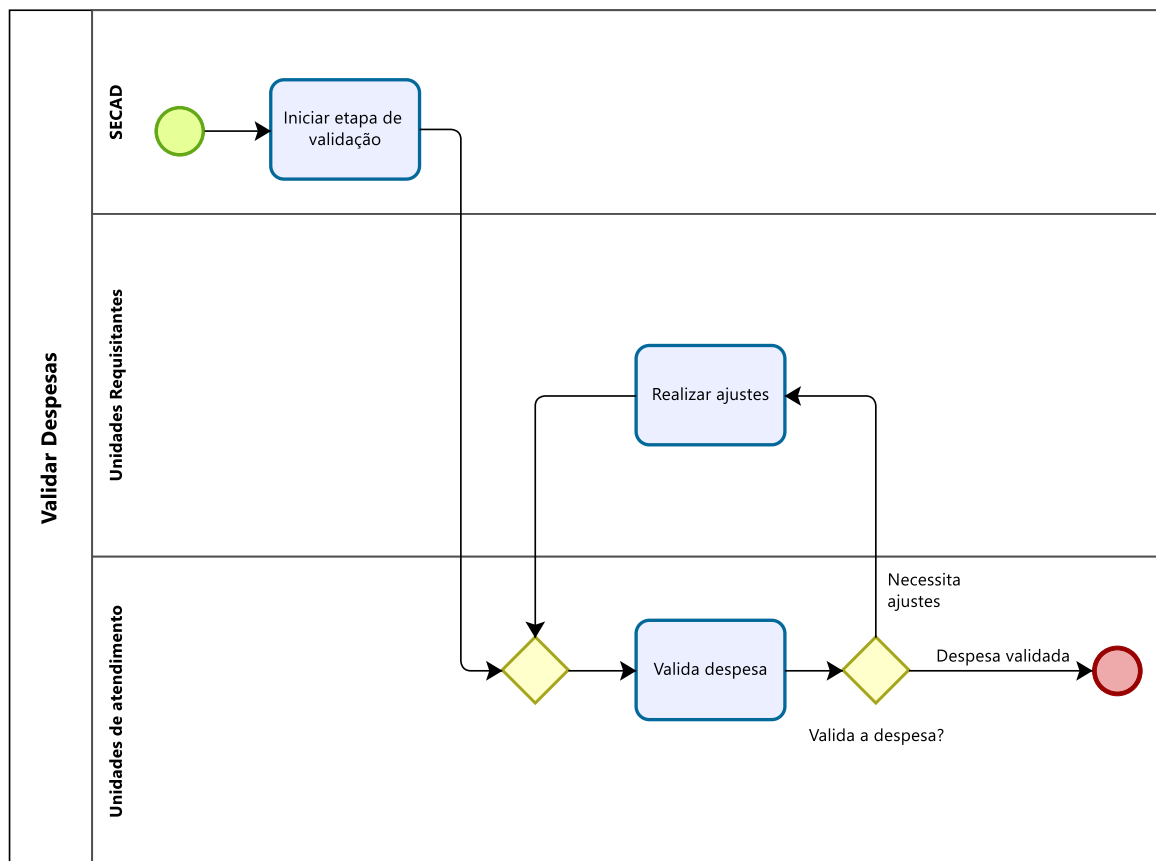 Validar Despesas
SECAD
Iniciar etapa de
validação
Unidades Requisitantes
Realizar ajustes
Unidades de atendimento
Necessita
ajustes
Valida despesa
Despesa validada
Valida a despesa?